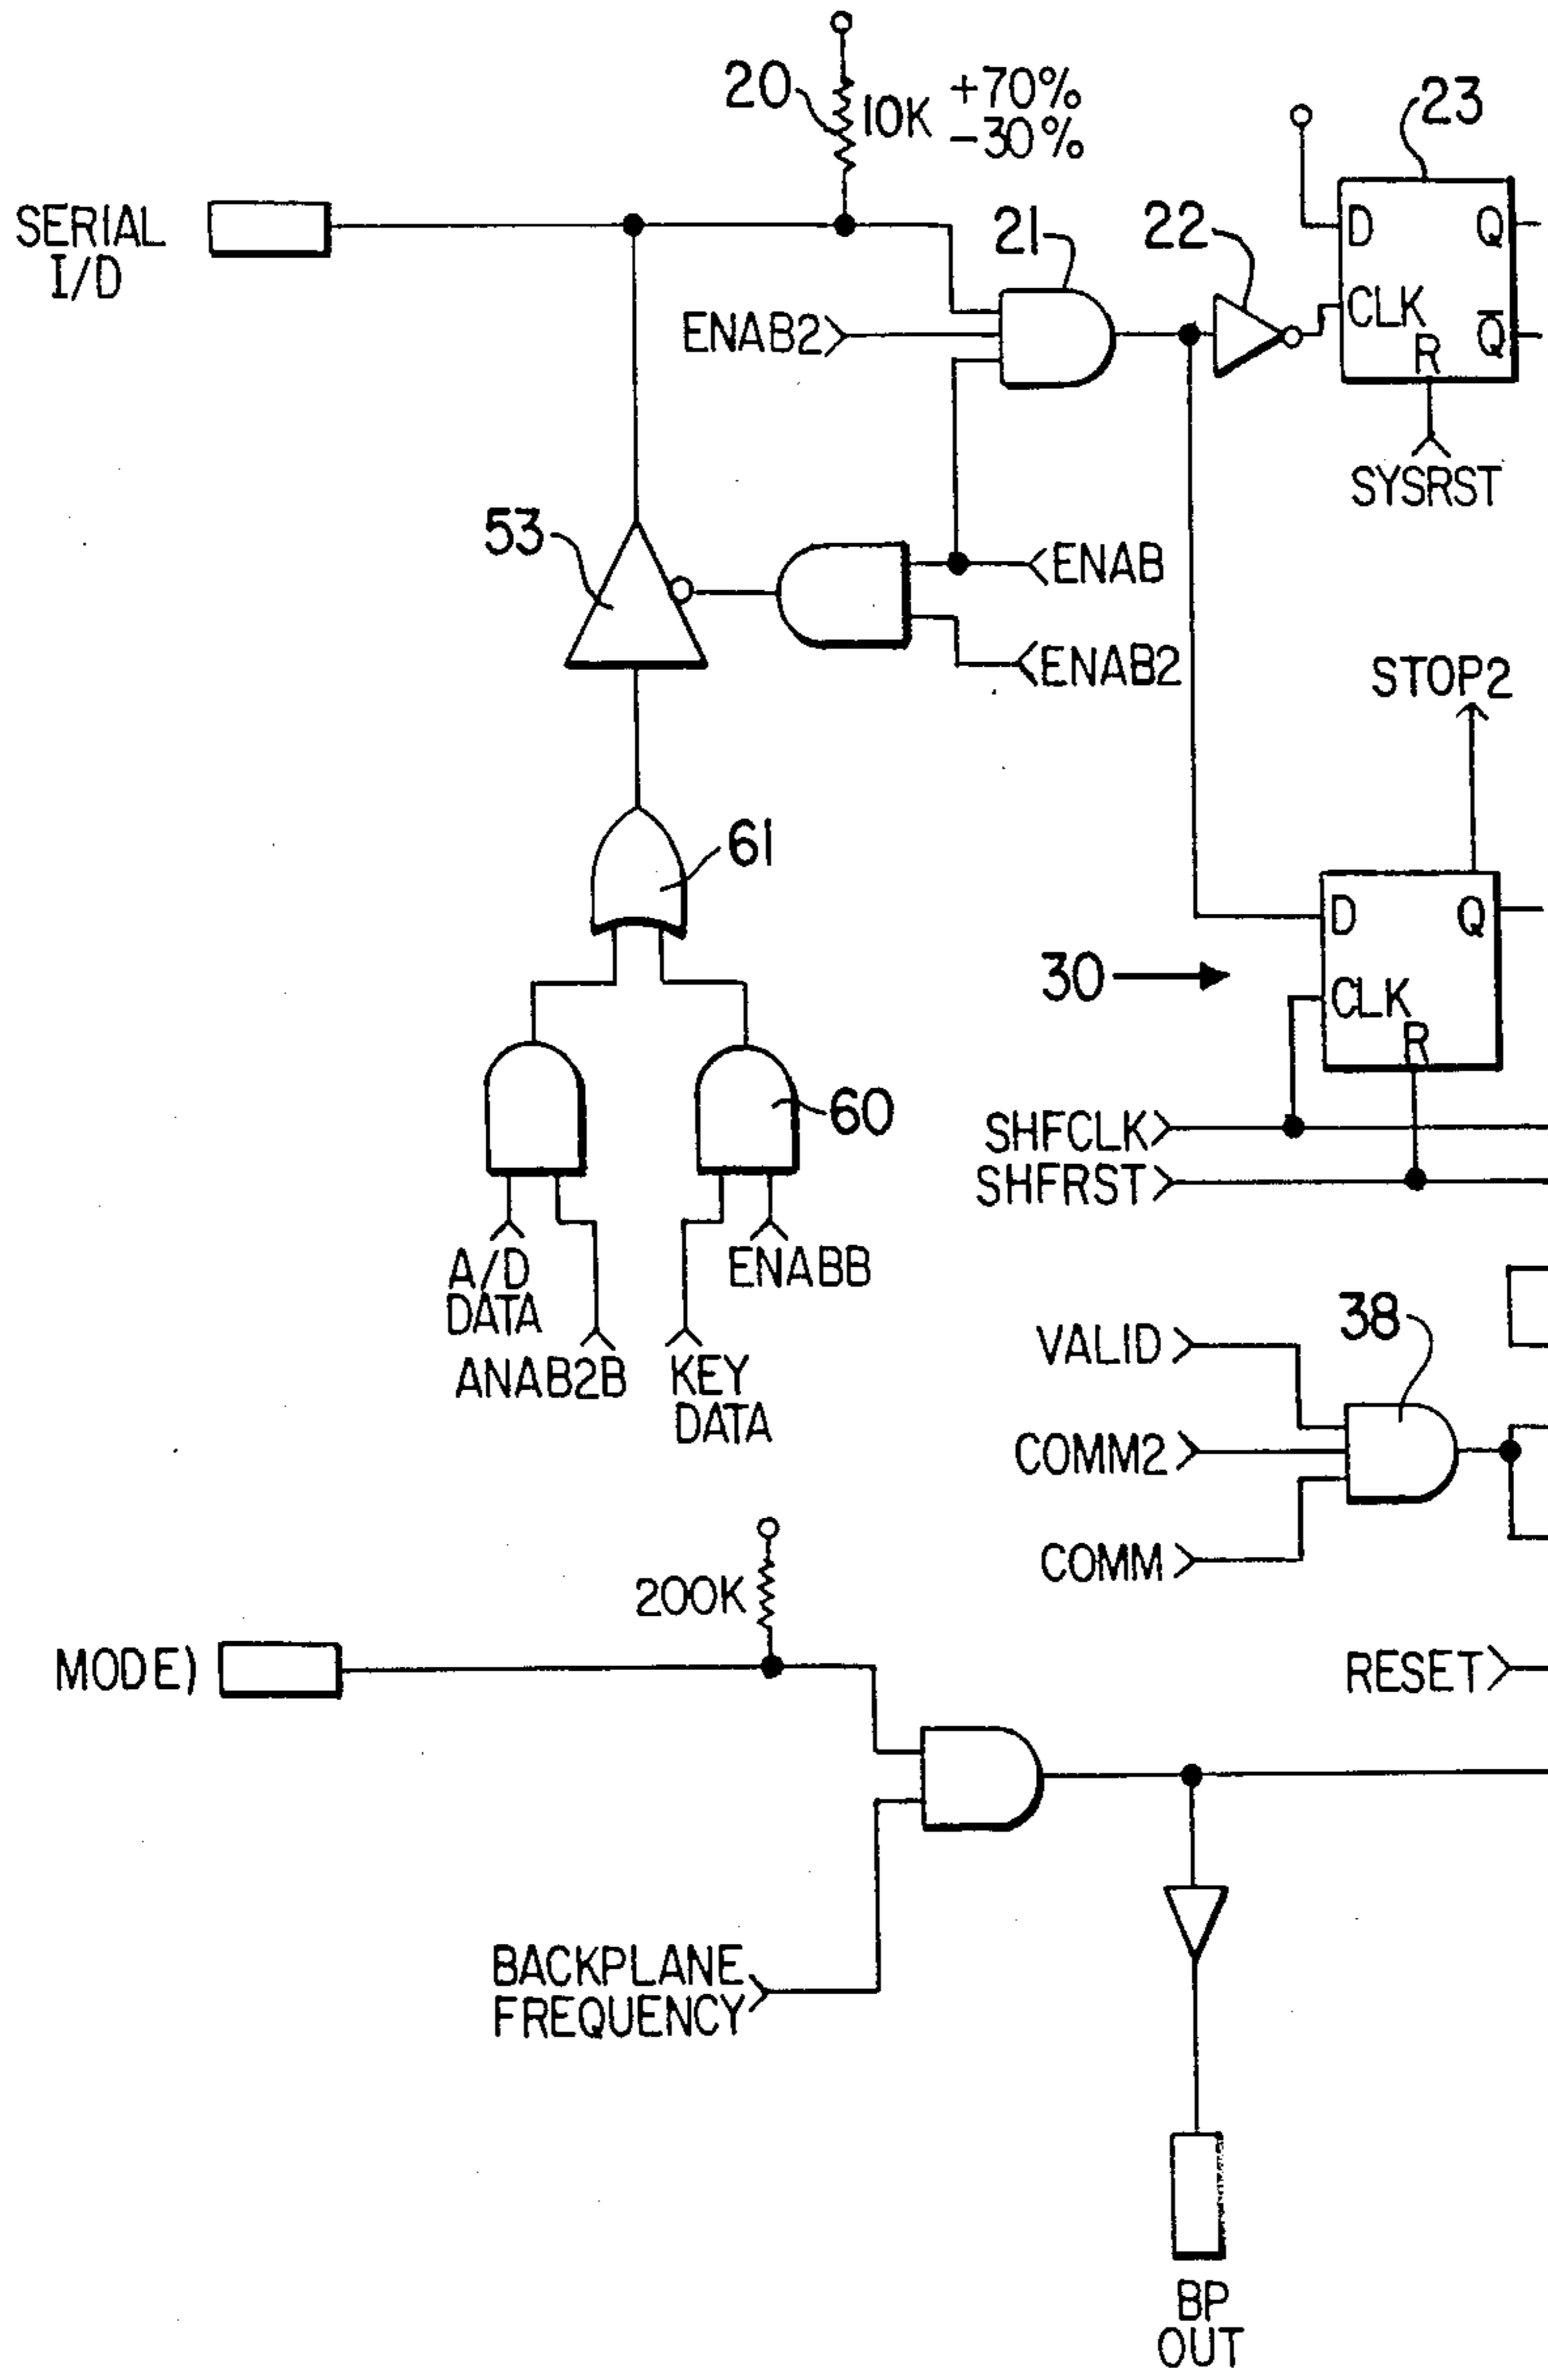 20
10K
+70%
-30%
23
SERIAL
I/D
21
22
D
Q
CLK
Q̅
R
ENAB2
SYSRST
53
ENAB
ENAB2
STOP2
61
D
Q
30
CLK
R
60
SHFCLK
SHFRST
A/D
DATA
ENABB
ANAB2B
KEY
DATA
VALID
38
COMM2
COMM
200K
MODE)
RESET
BACKPLANE
FREQUENCY
BP
OUT